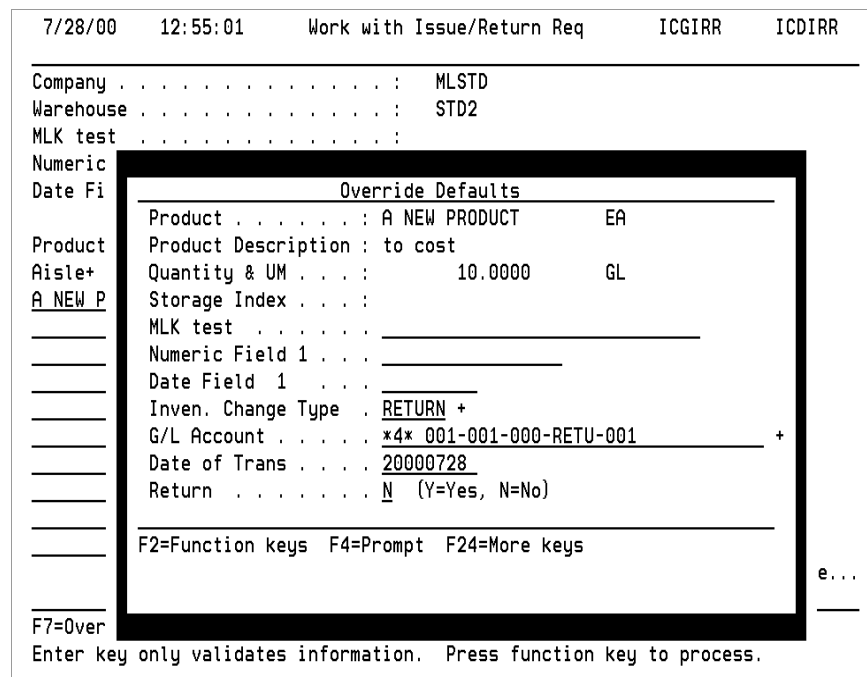 7/28/00 12:55:01 Work with Issue/Return Req ICGIRR ICDIRR
Company . . . . . . . . . . . . . : MLSTD
Warehouse . . . . . . . . . . . . : STD2
MLK test . . . . . . . . . . . . :
Numeric
Date Fi
Override Defaults
Product . . . . . . : A NEW PRODUCT EA
Product
Product Description : to cost
Aisle+
Quantity & UM . . . : 10.0000 GL
A NEW P
Storage Index . . . :
MLK test . . . . . .
Numeric Field 1 . . .
Date Field 1 . . .
Inven. Change Type . RETURN +
G/L Account . . . . . *4* 001-001-000-RETU-001 +
Date of Trans . . . . 20000728
Return . . . . . . . N (Y=Yes, N=No)
F2=Function keys F4=Prompt F24=More keys
e...
F7=Over
Enter key only validates information. Press function key to process.